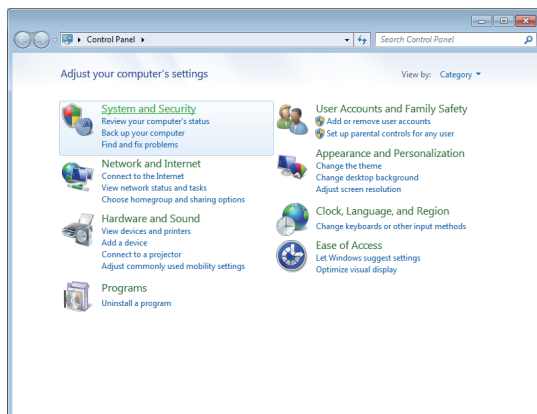 Control Panel
Search Control Panel
Adjust your computer's settings
View by: Category
System and Security
Review your computer's status
Back up your computer
Find and fix problems
Network and Internet
Connect to the Internet
View network status and tasks
Choose homegroup and sharing options
Hardware and Sound
View devices and printers
Add a device
Connect to a projector
Adjust commonly used mobility settings
Programs
Uninstall a program
User Accounts and Family Safety
Add or remove user accounts
Set up parental controls for any user
Appearance and Personalization
Change the theme
Change desktop background
Adjust screen resolution
Clock, Language, and Region
Change keyboards or other input methods
Ease of Access
Let Windows suggest settings
Optimize visual display